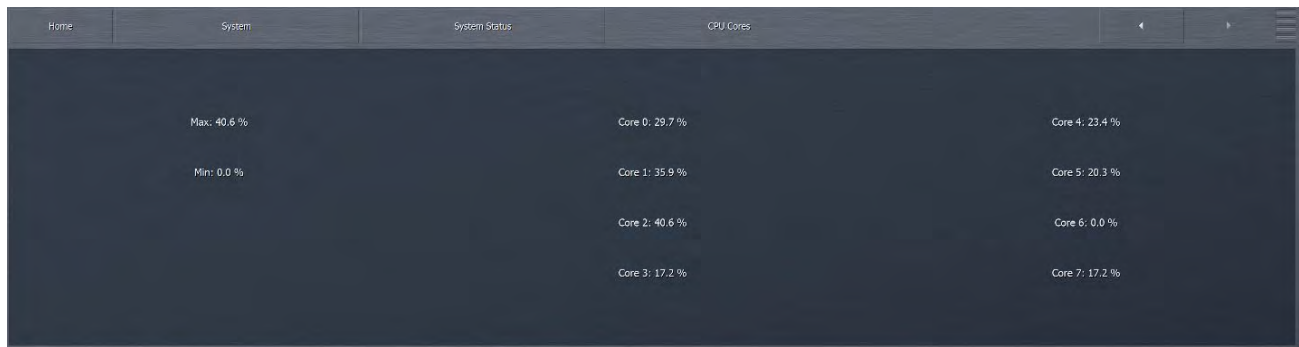 Home System System Status CPU Cores
Max: 40.6 % Core 0: 29.7 % Core 4: 23.4 %
Min: 0.0 % Core 1: 35.9 % Core 5: 20.3 %
Core 2: 40.6 % Core 6: 0.0 %
Core 3: 17.2 % Core 7: 17.2 %